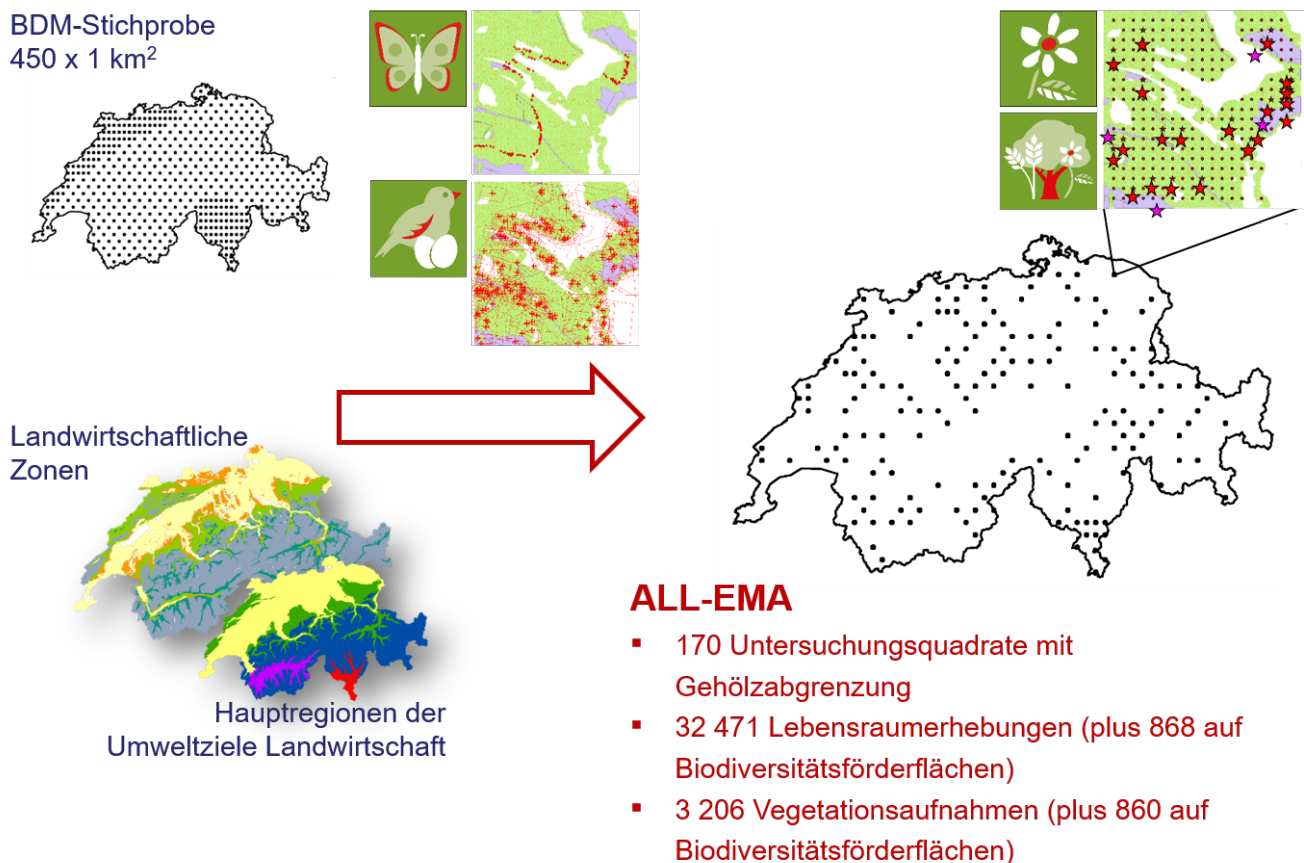 BDM-Stichprobe
450 x 1 km²
Landwirtschaftliche
Zonen
Hauptregionen der
Umweltziele Landwirtschaft
ALL-EMA
▪ 170 Untersuchungsquadrate mit
Gehölzabgrenzung
▪ 32 471 Lebensraumerhebungen (plus 868 auf
Biodiversitätsförderflächen)
▪ 3 206 Vegetationsaufnahmen (plus 860 auf
Biodiversitätsförderflächen)